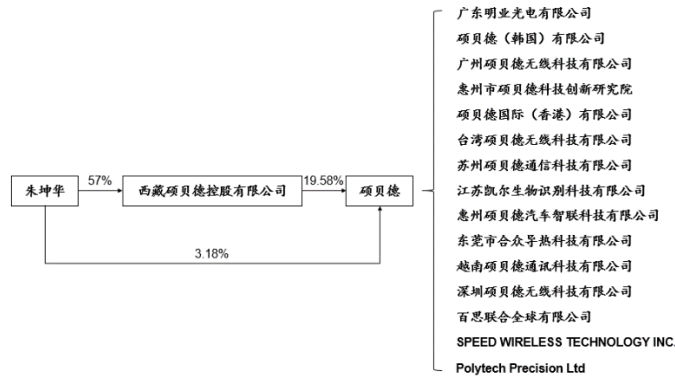 广东明业光电有限公司
硕贝德（韩国）有限公司
广州硕贝德无线科技有限公司
惠州市硕贝德科技创新研究院
硕贝德国际（香港）有限公司
台湾硕贝德无线科技有限公司
苏州硕贝德通信科技有限公司
江苏凯尔生物识别科技有限公司
惠州硕贝德汽车智联科技有限公司
东莞市合众导热科技有限公司
越南硕贝德通讯科技有限公司
深圳硕贝德无线科技有限公司
百思联合全球有限公司
SPEED WIRELESS TECHNOLOGY INC.
Polytech Precision Ltd
朱坤华
57%
西藏硕贝德控股有限公司
19.58%
硕贝德
3.18%